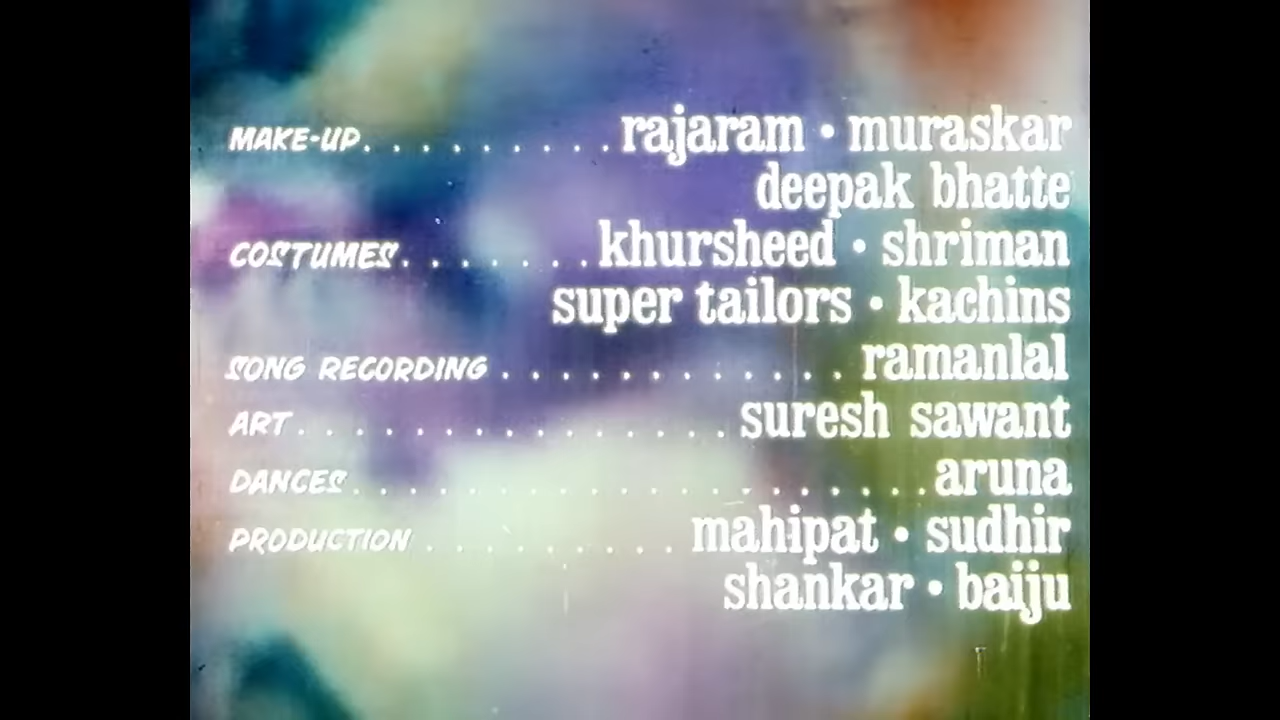 MAKE-UP.........rajaram • muraskar
deepak bhatte
COSTUMES.......khursheed • shriman
super tailors • kachins
SONG RECORDING............ramanlal
ART...............suresh sawant
DANCES....................aruna
PRODUCTION.........mahipat • sudhir
shankar • baiju